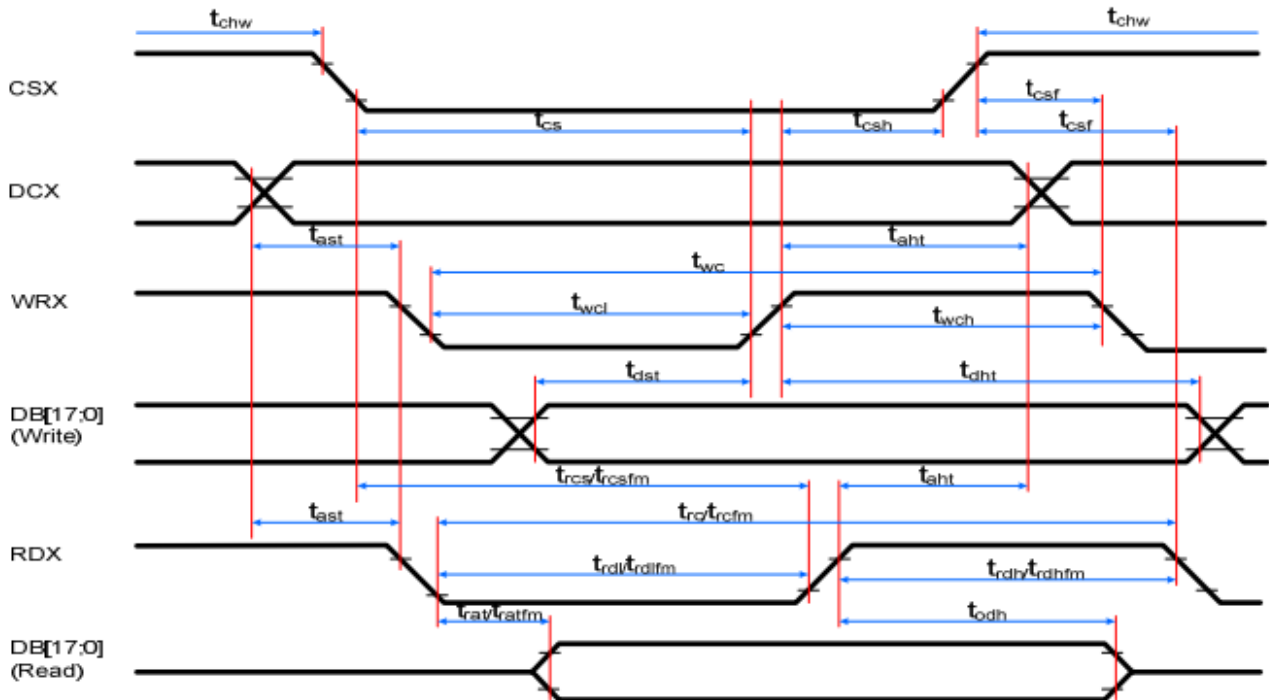 tchw
tchw
CSX
tcsf
tcs
tcsh
tcsf
DCX
tast
taht
twc
WRX
twcl
twch
tdst
tdht
DB[17:0]
(Write)
trcs/trcsfm
taht
tast
trc/trcfm
RDX
trdl/trdlfm
trdh/trdhfm
trat/tratfm
todh
DB[17:0]
(Read)